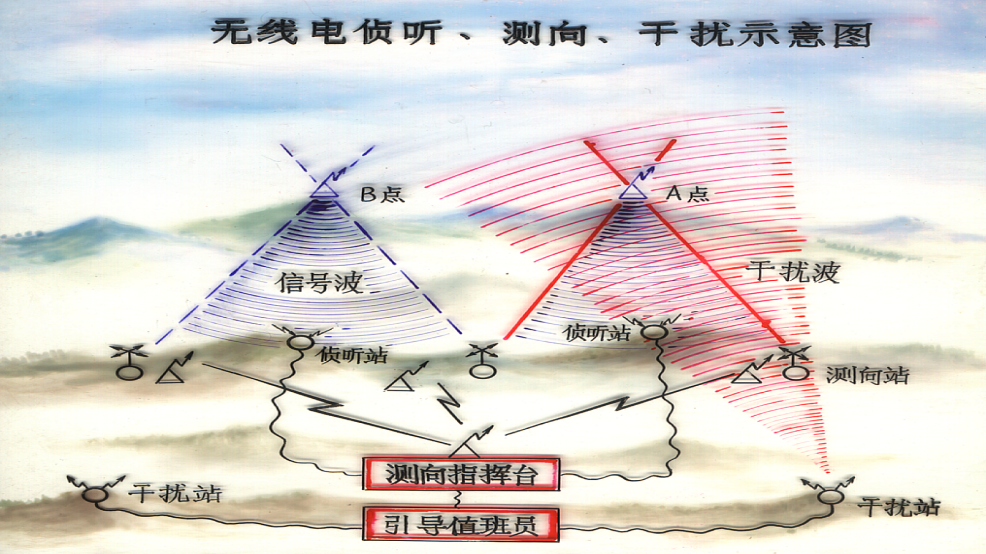 无线电侦听、测向、干扰示意图
B点
A点
信号波
干扰波
侦听站
侦听站
测向站
测向指挥台
干扰站
引导值班员
干扰站